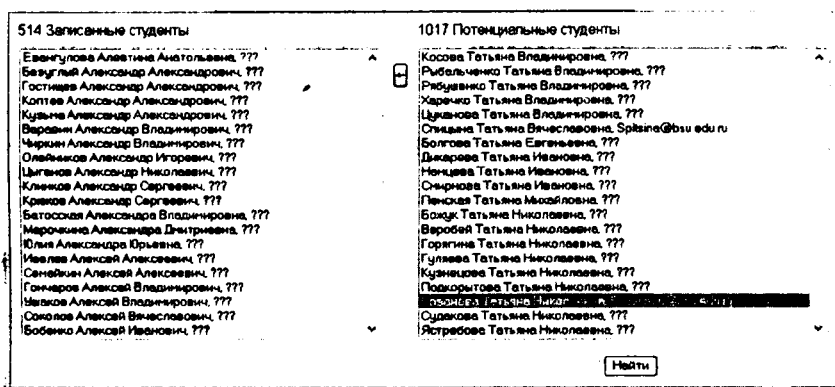 514 Записанные студенты
Евангулова Алевтина Анатольевна, ???
Безуглый Александр Александрович, ???
Гостищев Александр Александрович, ???
Коптев Александр Александрович, ???
Кузьма Александр Александрович, ???
Варавин Александр Владимирович, ???
Чиркин Александр Владимирович, ???
Олейников Александр Игоревич, ???
Цыганов Александр Николаевич, ???
Клинков Александр Сергеевич, ???
Крюков Александр Сергеевич, ???
Батосская Александра Владимировна, ???
Марочкина Александра Дмитриевна, ???
Юлия Александра Юрьевна, ???
Алексей Алексеевич, ???
Семейкин Алексей Алексеевич, ???
Гончаров Алексей Владимирович, ???
Ушаков Алексей Владимирович, ???
Соколов Алексей Вячеславович, ???
Бобенко Алексей Иванович, ???
1017 Потенциальные студенты
Косова Татьяна Владимировна, ???
Рыбальченко Татьяна Владимировна, ???
Рябушенко Татьяна Владимировна, ???
Харечко Татьяна Владимировна, ???
Цуканова Татьяна Владимировна, ???
Спицына Татьяна Вячеславовна, Spitsina@bsu.edu.ru
Болгова Татьяна Евгеньевна, ???
Дикарева Татьяна Ивановна, ???
Немцева Татьяна Ивановна, ???
Смирнова Татьяна Ивановна, ???
Пенская Татьяна Михайловна, ???
Божук Татьяна Николаевна, ???
Воробей Татьяна Николаевна, ???
Горягина Татьяна Николаевна, ???
Гуляева Татьяна Николаевна, ???
Кузнецова Татьяна Николаевна, ???
Подкорытова Татьяна Николаевна, ???
Татьяна
Судакова Татьяна Николаевна, ???
Ястребова Татьяна Николаевна, ???
Найти